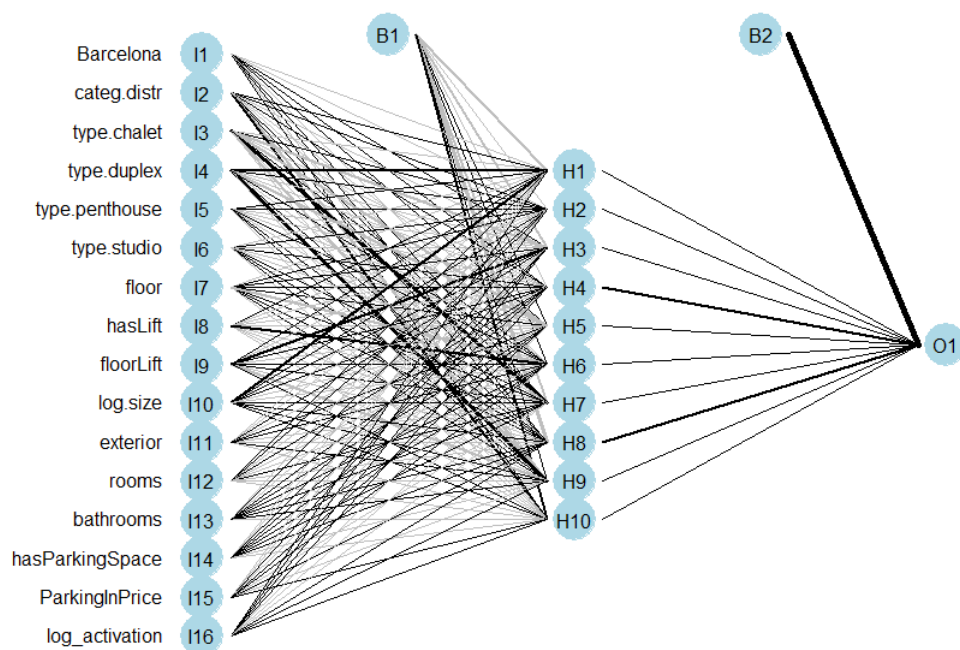 B1
B2
Barcelona I1
categ.distr I2
type.chalet I3
type.duplex I4
type.penthouse I5
type.studio I6
floor I7
hasLift I8
floorLift I9
log.size I10
exterior I11
rooms I12
bathrooms I13
hasParkingSpace I14
ParkingInPrice I15
log_activation I16
H1
H2
H3
H4
H5
H6
H7
H8
H9
H10
O1